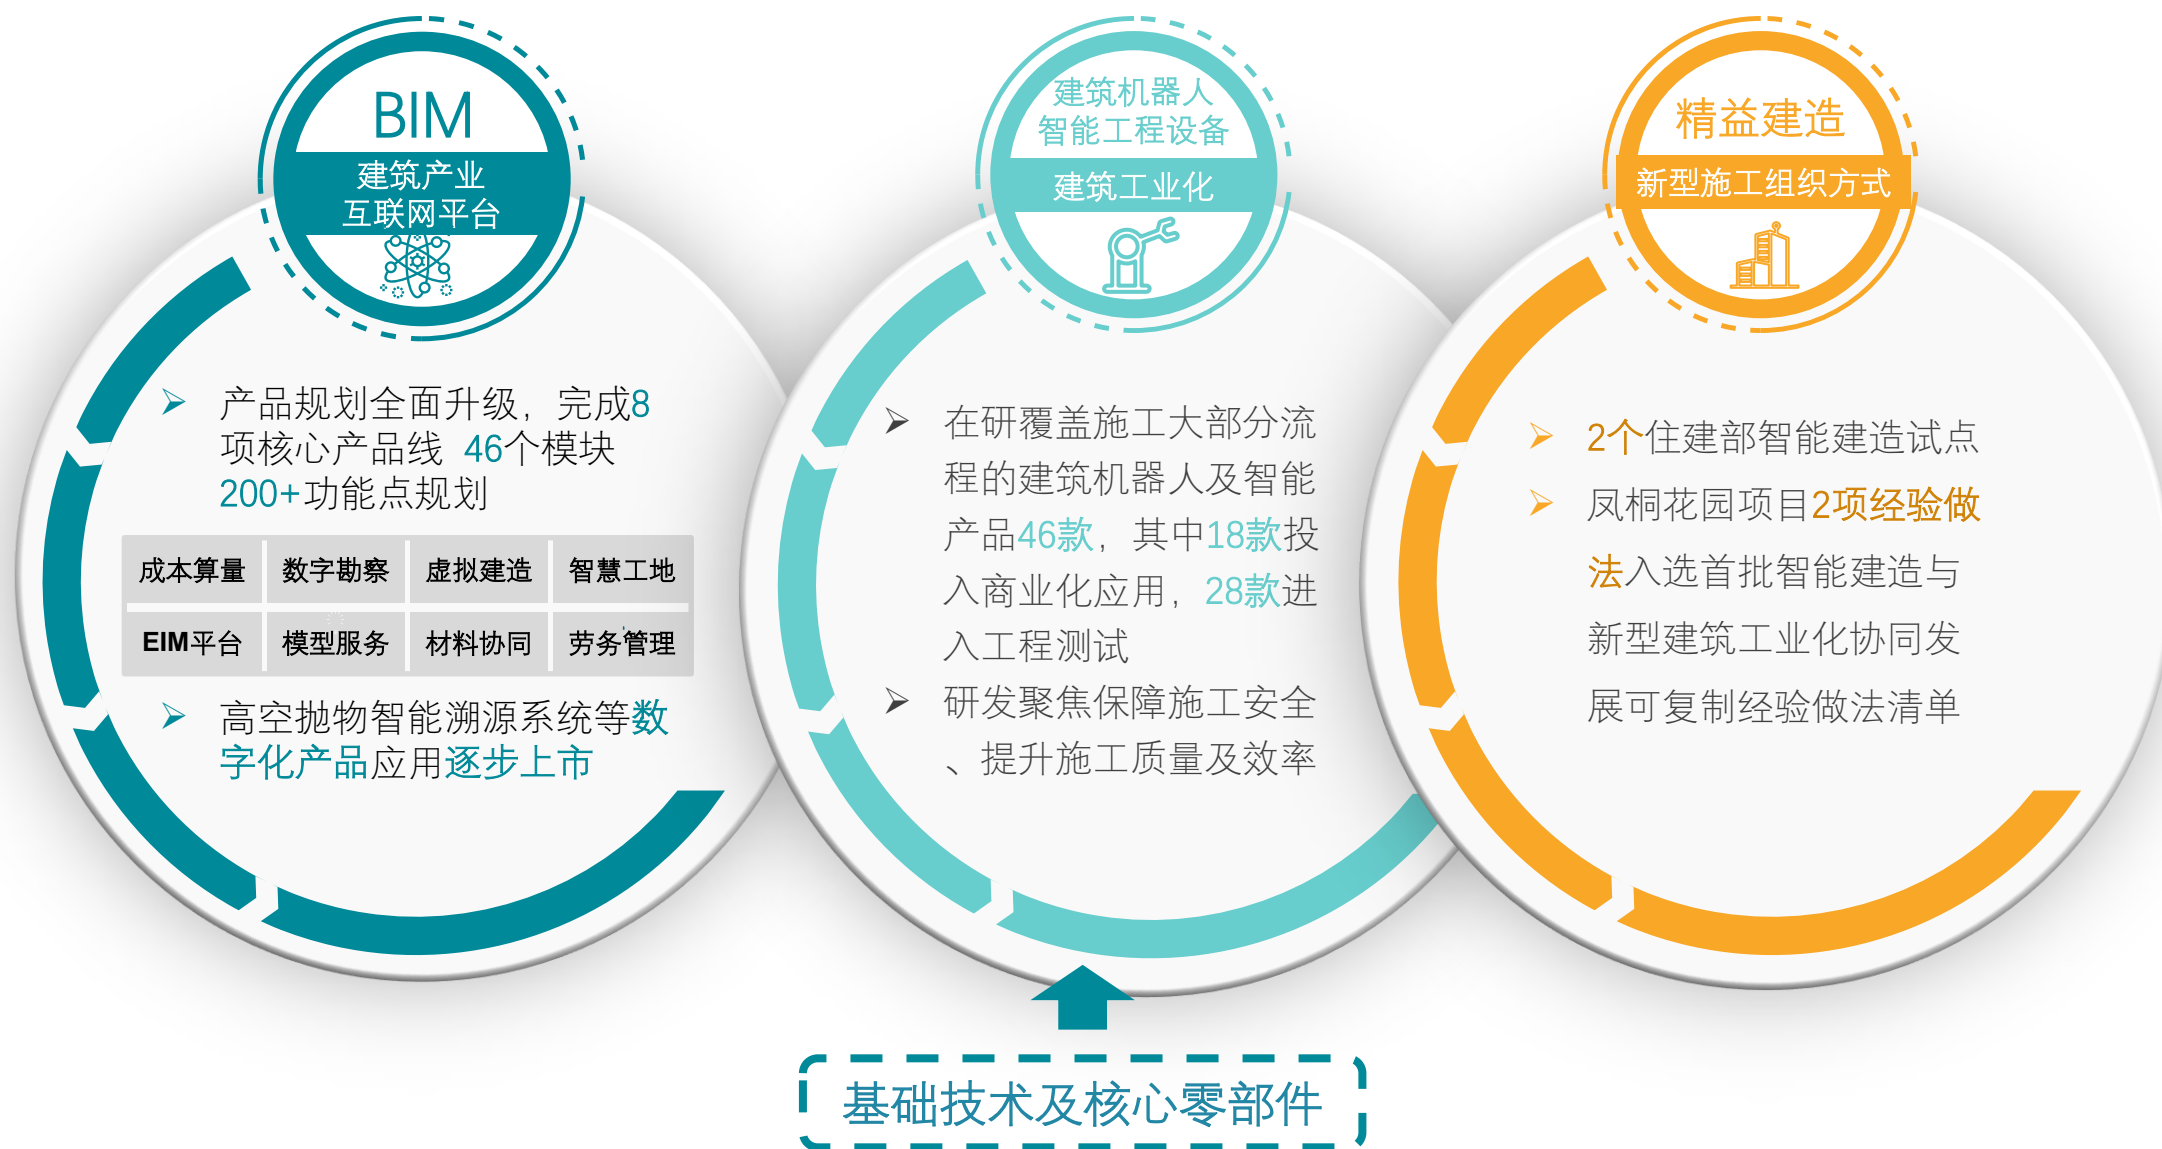 BIM
建筑产业
互联网平台
产品规划全面升级，完成8
项核心产品线 46个模块
200+功能点规划
成本算量 数字勘察 虚拟建造 智慧工地
EIM平台 模型服务 材料协同 劳务管理
高空抛物智能溯源系统等数
字化产品应用逐步上市
建筑机器人
智能工程设备
建筑工业化
在研覆盖施工大部分流
程的建筑机器人及智能
产品46款，其中18款投
入商业化应用，28款进
入工程测试
研发聚焦保障施工安全
、提升施工质量及效率
精益建造
新型施工组织方式
2个住建部智能建造试点
凤桐花园项目2项经验做
法入选首批智能建造与
新型建筑工业化协同发
展可复制经验做法清单
基础技术及核心零部件